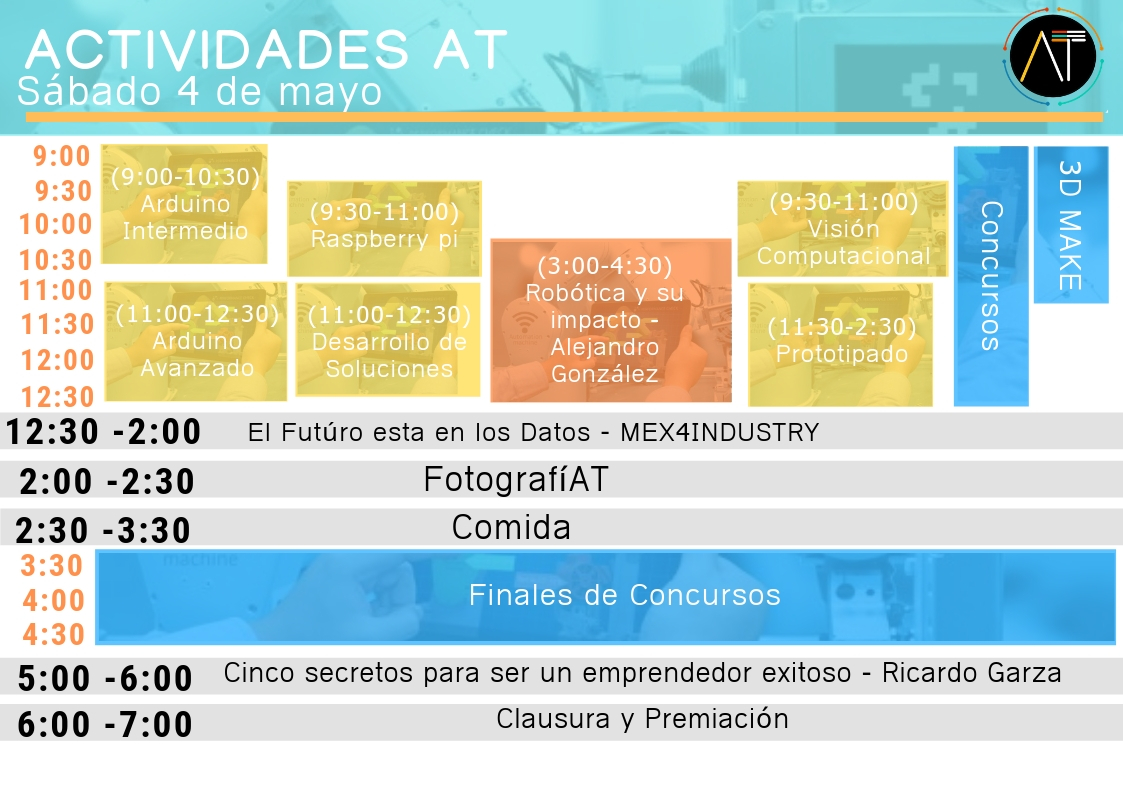 ACTIVIDADES AT
Sábado 4 de mayo
AT
9:00
9:30
10:00
10:30
11:00
11:30
12:00
12:30
(9:00-10:30)
Arduino
Intermedio
(9:30-11:00)
Raspberry pi
(3:00-4:30)
Robótica y su
impacto -
Alejandro
González
(9:30-11:00)
Visión
Computacional
Concursos
3D MAKE
(11:00-12:30)
Arduino
Avanzado
(11:00-12:30)
Desarrollo de
Soluciones
(11:30-2:30)
Prototipado
12:30 -2:00 El Futúro esta en los Datos - MEX4INDUSTRY
2:00 -2:30 FotografíAT
2:30 -3:30 Comida
3:30
4:00
4:30
machine
Finales de Concursos
5:00 -6:00 Cinco secretos para ser un emprendedor exitoso - Ricardo Garza
6:00 -7:00 Clausura y Premiación